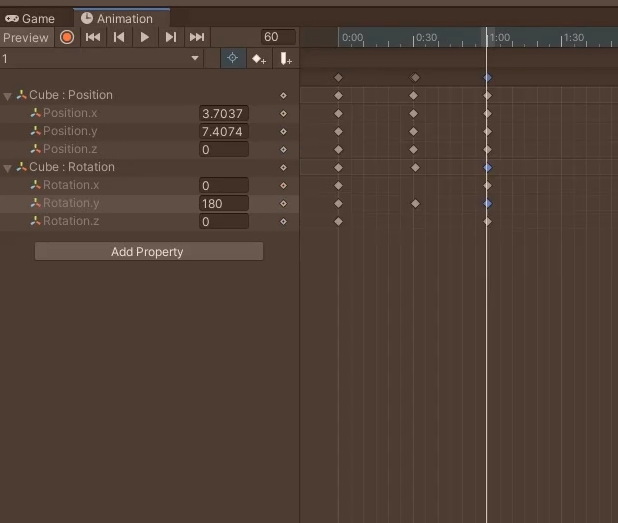 Game Animation
Preview 60 0:00 0:30 1:00 1:30
1
Cube : Position
Position.x 3.7037
Position.y 7.4074
Position.z 0
Cube : Rotation
Rotation.x 0
Rotation.y 180
Rotation.z 0
Add Property